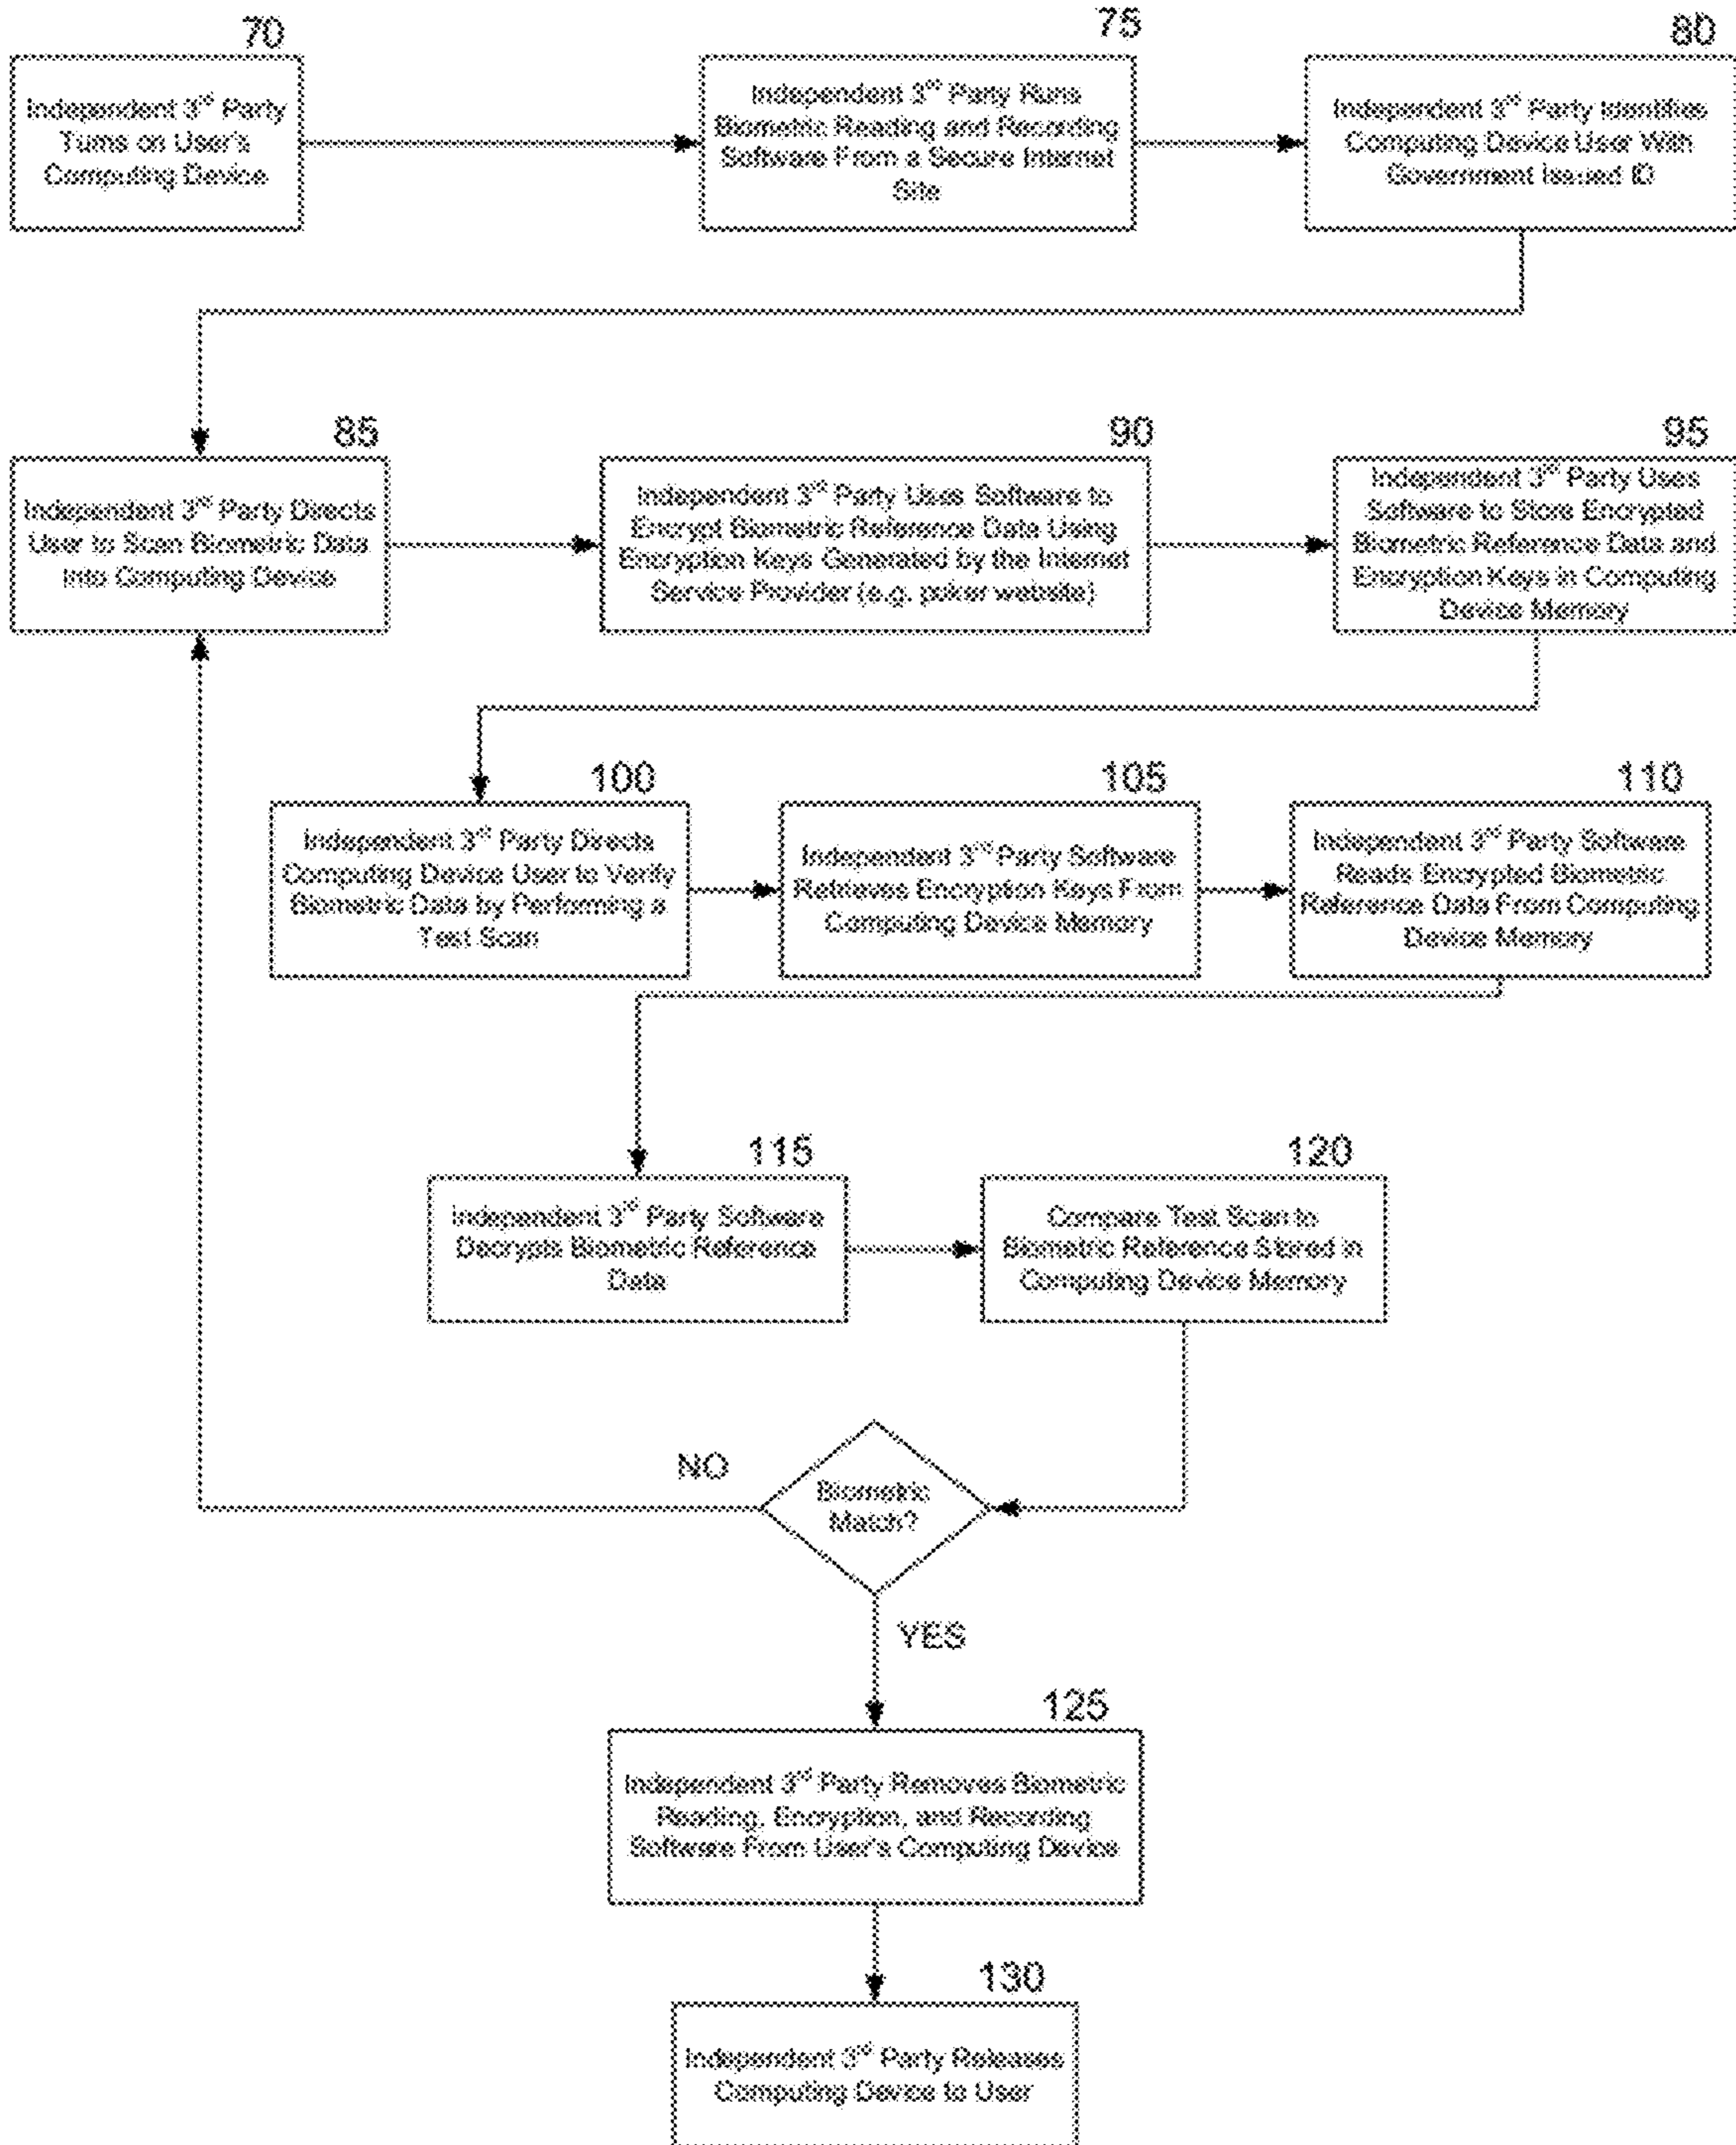 70
Independent 3rd Party
Turns on User's
Computing Device
75
Independent 3rd Party Runs
Biometric Reading and Recording
Software From a Secure Internet
Site
80
Independent 3rd Party Identifies
Computing Device User With
Government Issued ID
85
Independent 3rd Party Directs
User to Scan Biometric Data
Into Computing Device
90
Independent 3rd Party Uses Software to
Encrypt Biometric Reference Data Using
Encryption Keys Generated by the Internet
Service Provider (e.g. poker website)
95
Independent 3rd Party Uses
Software to Store Encrypted
Biometric Reference Data and
Encryption Keys in Computing
Device Memory
100
Independent 3rd Party Directs
Computing Device User to Verify
Biometric Data by Performing a
Test Scan
105
Independent 3rd Party Software
Retrieves Encryption Keys From
Computing Device Memory
110
Independent 3rd Party Software
Reads Encrypted Biometric
Reference Data From Computing
Device Memory
115
Independent 3rd Party Software
Decrypts Biometric Reference
Data
120
Compare Test Scan to
Biometric Reference Stored in
Computing Device Memory
NO
Biometric
Match?
YES
125
Independent 3rd Party Removes Biometric
Reading, Encryption, and Recording
Software From User's Computing Device
130
Independent 3rd Party Releases
Computing Device to User